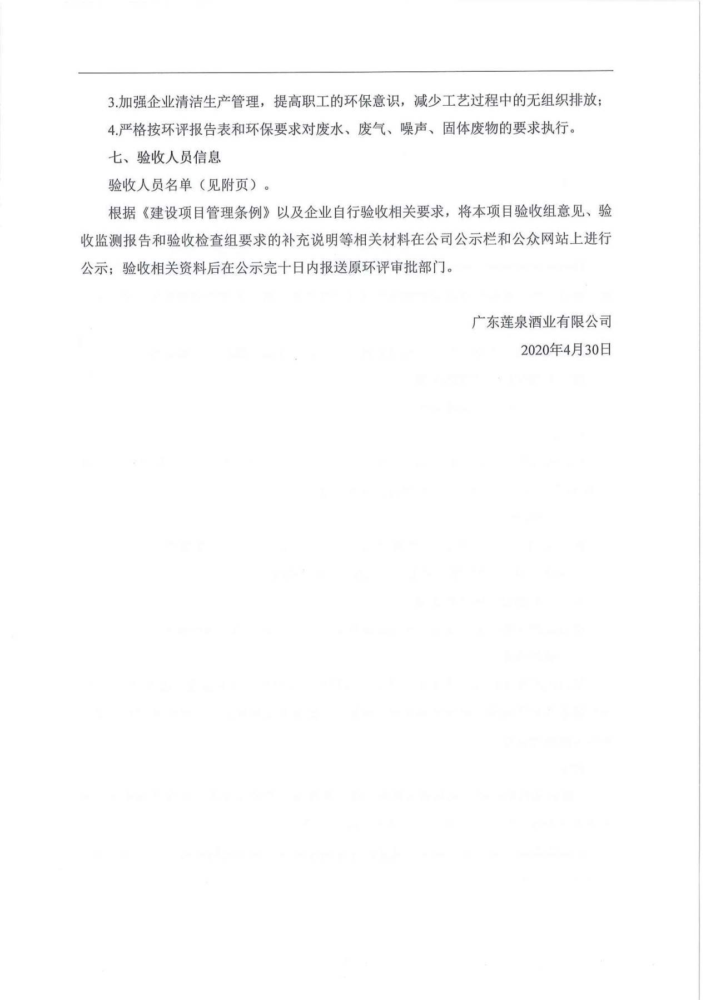 3.加强企业清洁生产管理，提高职工的环保意识，减少工艺过程中的无组织排放；
4.严格按环评报告表和环保要求对废水、废气、噪声、固体废物的要求执行。
七、验收人员信息
验收人员名单（见附页）。
根据《建设项目管理条例》以及企业自行验收相关要求，将本项目验收组意见、验
收监测报告和验收检查组要求的补充说明等相关材料在公司公示栏和公众网站上进行
公示；验收相关资料后在公示完十日内报送原环评审批部门。
广东莲泉酒业有限公司
2020年4月30日